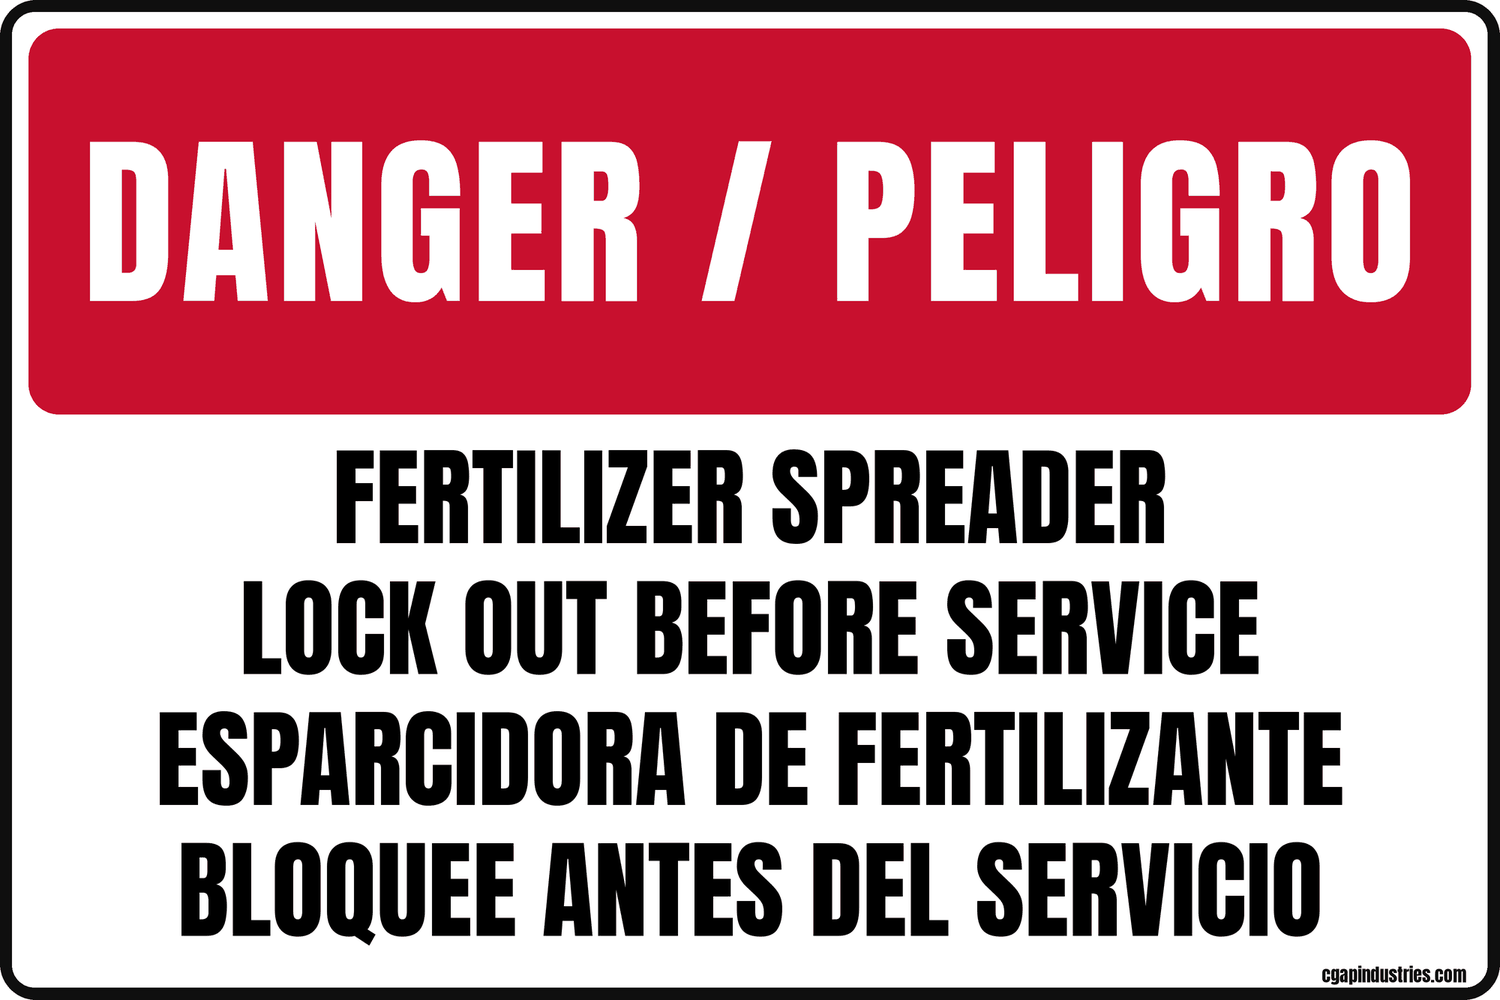 DANGER / PELIGRO
FERTILIZER SPREADER
LOCK OUT BEFORE SERVICE
ESPARCIDORA DE FERTILIZANTE
BLOQUEE ANTES DEL SERVICIO
cgapindustries.com